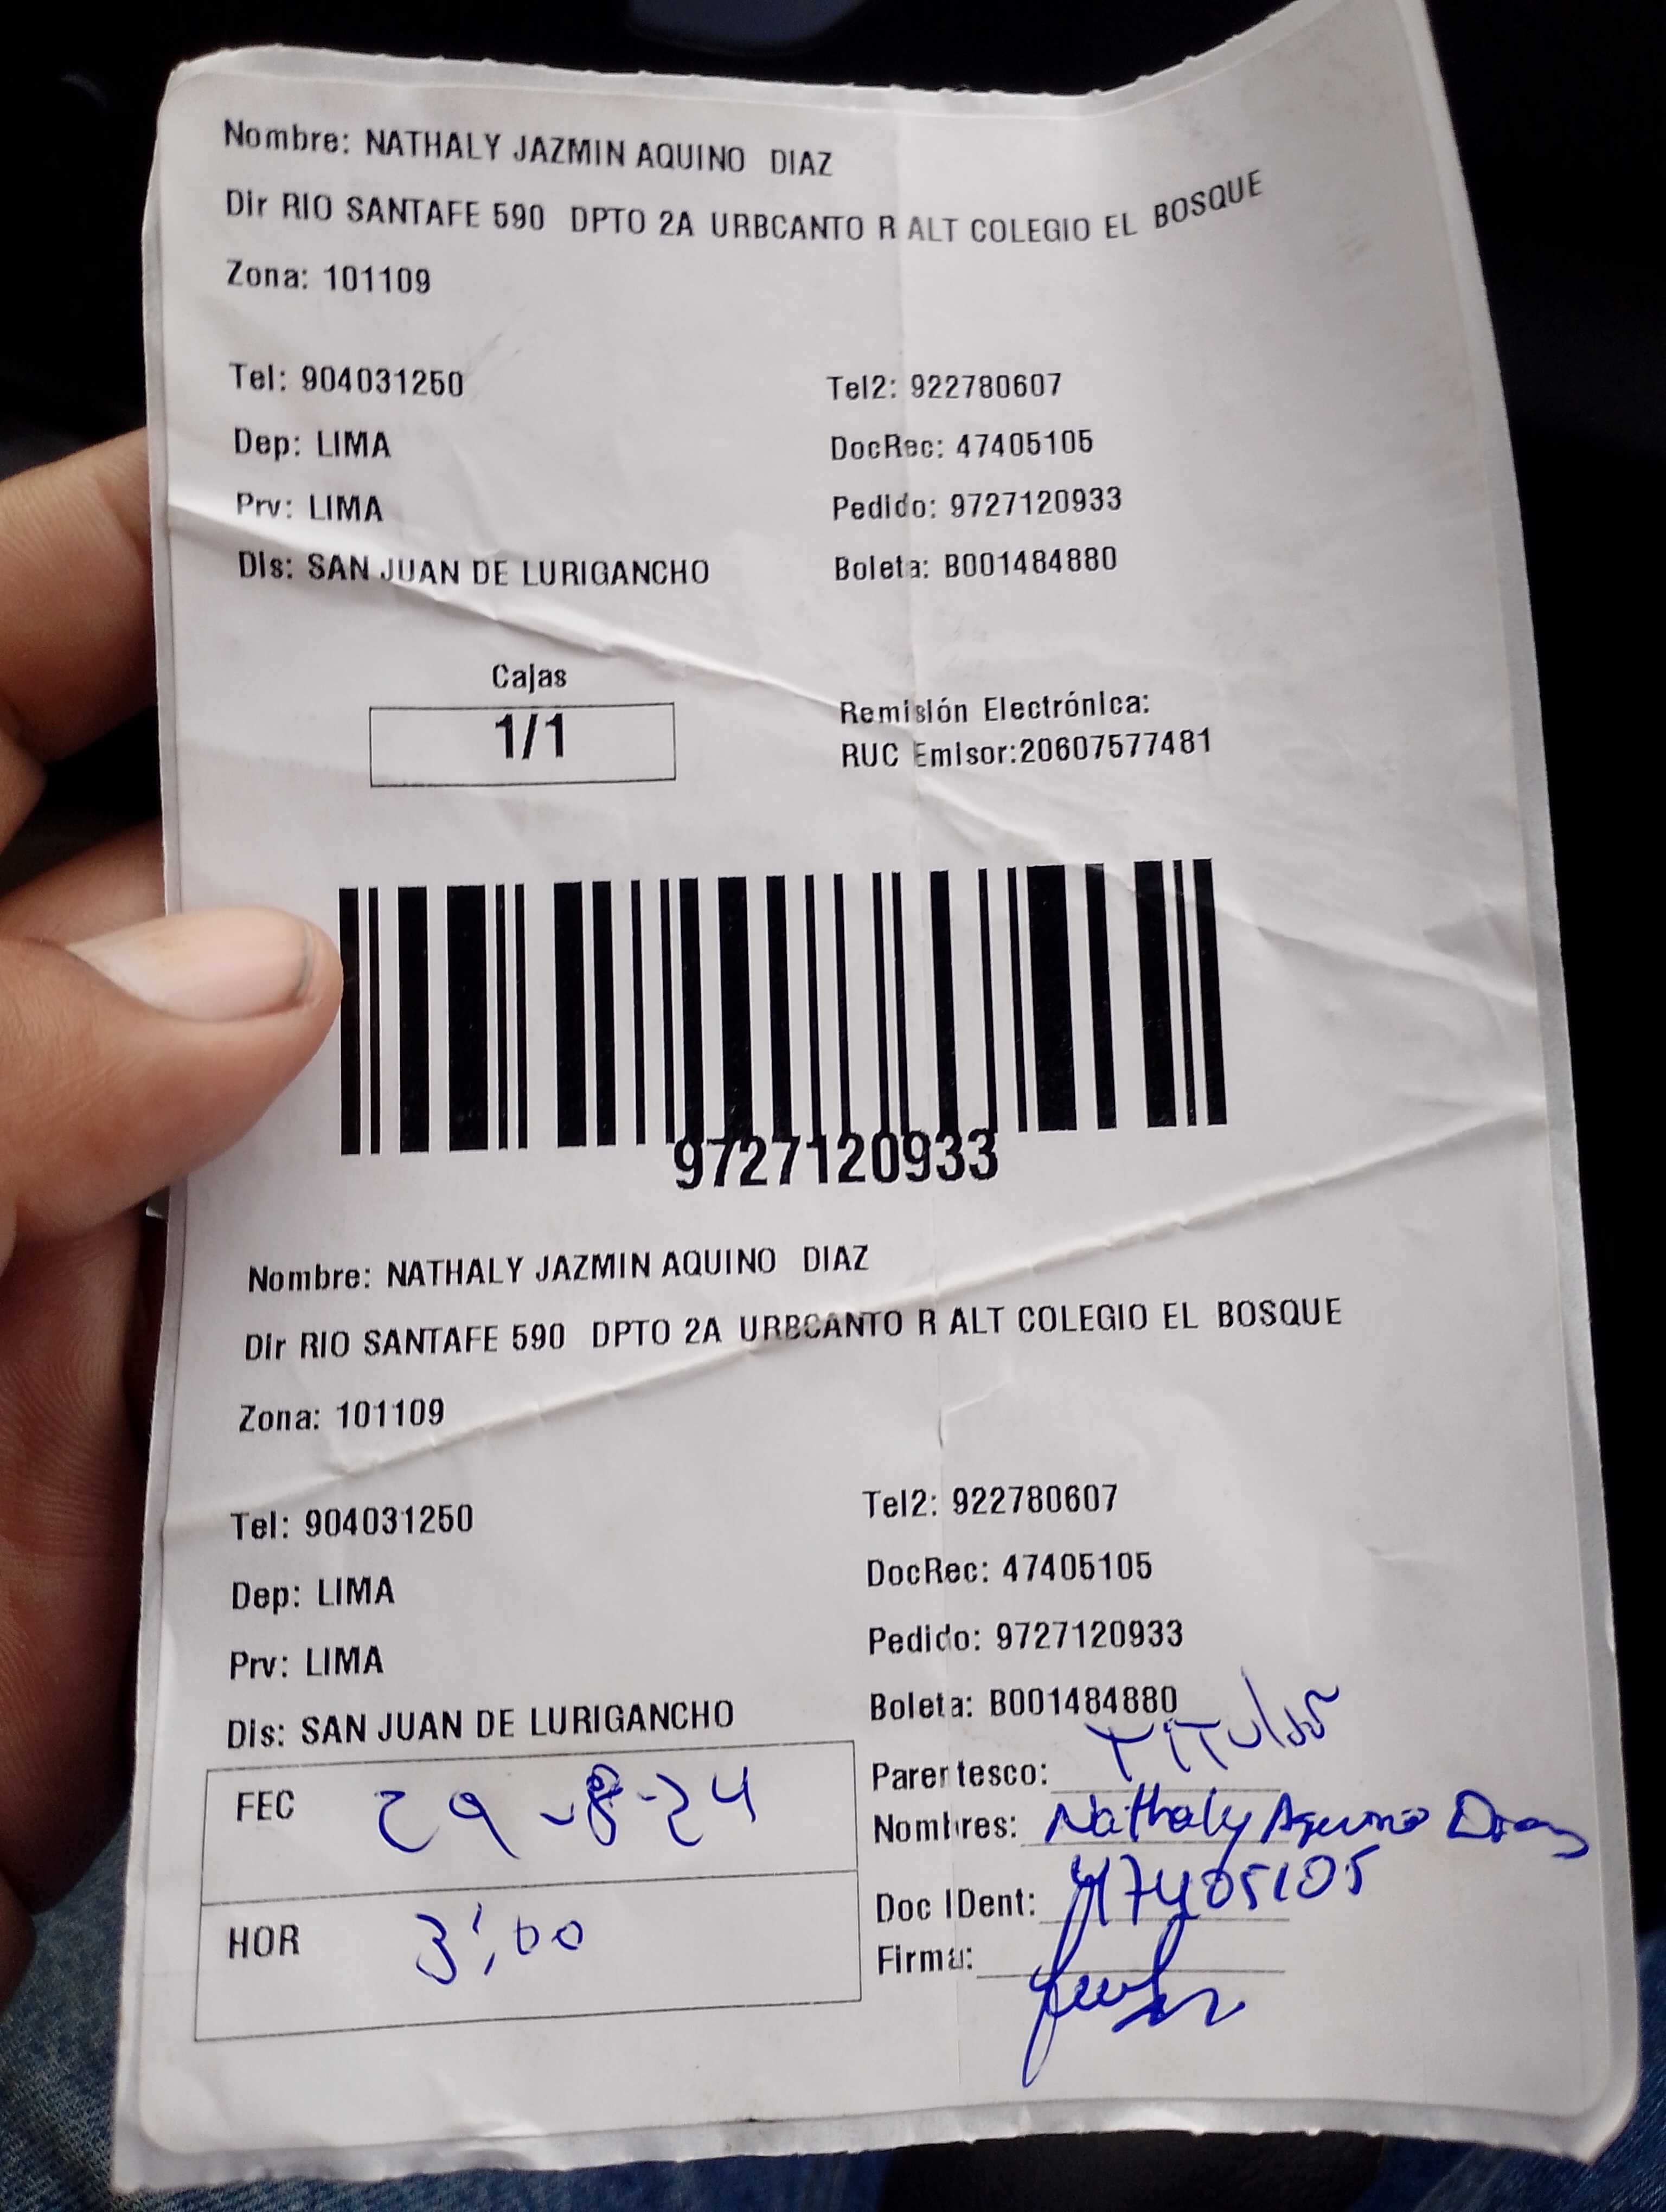 Nombre: NATHALY JAZMIN AQUINO DIAZ
Dir RIO SANTAFE 590 DPTO 2A URBCANTO R ALT COLEGIO EL BOSQUE
Zona: 101109
Tel: 904031250 Tel2: 922780607
Dep: LIMA DocRec: 47405105
Prv: LIMA Pedido: 9727120933
Dis: SAN JUAN DE LURIGANCHO Boleta: B001484880
Cajas
1/1
Remisión Electrónica:
RUC Emisor:20607577481
9727120933
Nombre: NATHALY JAZMIN AQUINO DIAZ
Dir RIO SANTAFE 590 DPTO 2A URBCANTO R ALT COLEGIO EL BOSQUE
Zona: 101109
Tel: 904031250 Tel2: 922780607
Dep: LIMA DocRec: 47405105
Prv: LIMA Pedido: 9727120933
Dis: SAN JUAN DE LURIGANCHO Boleta: B001484880
FEC 29-8-24
HOR 3:00
Parentesco: Titular
Nombres: Nathaly Aquino Diaz
Doc IDent: 47405105
Firma: